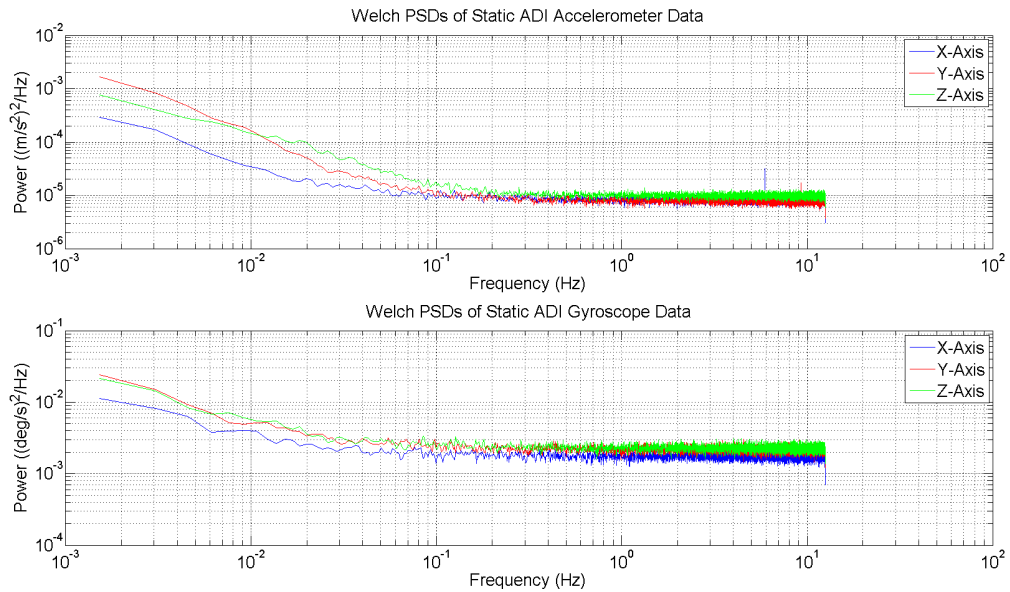 Welch PSDs of Static ADI Accelerometer Data
10^-2
10^-3
10^-4
10^-5
10^-6
Power ((m/s^2)^2/Hz)
X-Axis
Y-Axis
Z-Axis
10^-3 10^-2 10^-1 10^0 10^1 10^2
Frequency (Hz)
Welch PSDs of Static ADI Gyroscope Data
10^-1
10^-2
10^-3
10^-4
Power ((deg/s)^2/Hz)
X-Axis
Y-Axis
Z-Axis
10^-3 10^-2 10^-1 10^0 10^1 10^2
Frequency (Hz)